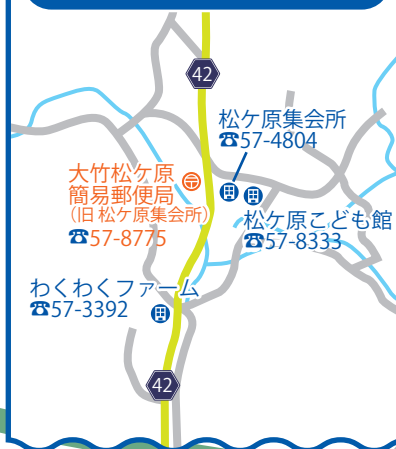 42
松ケ原集会所
☎57-4804
大竹松ケ原
簡易郵便局
(旧 松ケ原集会所)
☎57-8775
松ケ原こども館
☎57-8333
わくわくファーム
☎57-3392
42